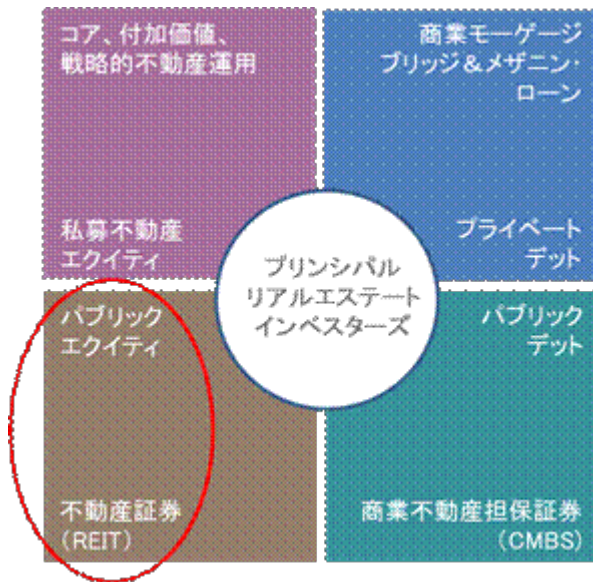 コア、付加価値、
戦略的不動産運用
私募不動産
エクイティ
商業モーゲージ
ブリッジ&メザニン・
ローン
プライベート
デット
プリンシパル
リアルエステート
インベスターズ
パブリック
エクイティ
不動産証券
(REIT)
パブリック
デット
商業不動産担保証券
(CMBS)